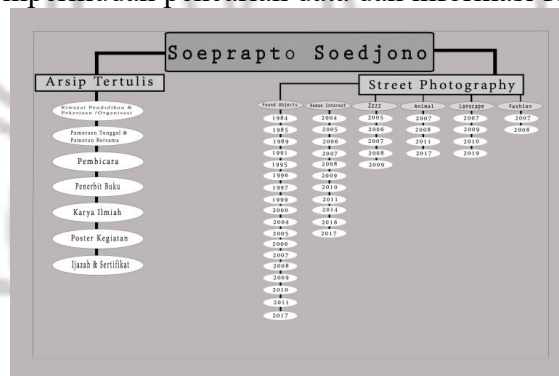 Soeprapto Soedjono
Arsip Tertulis
Street Photography
Riwayat Pendidikan &
Pekerjaan /Organisasi
Pameran Tunggal &
Pameran Bersama
Pembicara
Penerbit Buku
Karya Ilmiah
Poster Kegiatan
Ijazah & Sertifikat
Found Objects
1984
1985
1989
1991
1995
1996
1997
1999
2000
2004
2005
2006
2007
2008
2009
2010
2011
2017
Human Interest
2004
2005
2006
2007
2008
2009
2010
2011
2014
2016
2017
Zzzz
2005
2006
2007
2008
2009
Animal
2007
2008
2011
2017
Lanscape
2007
2009
2010
2019
Fashion
2007
2008